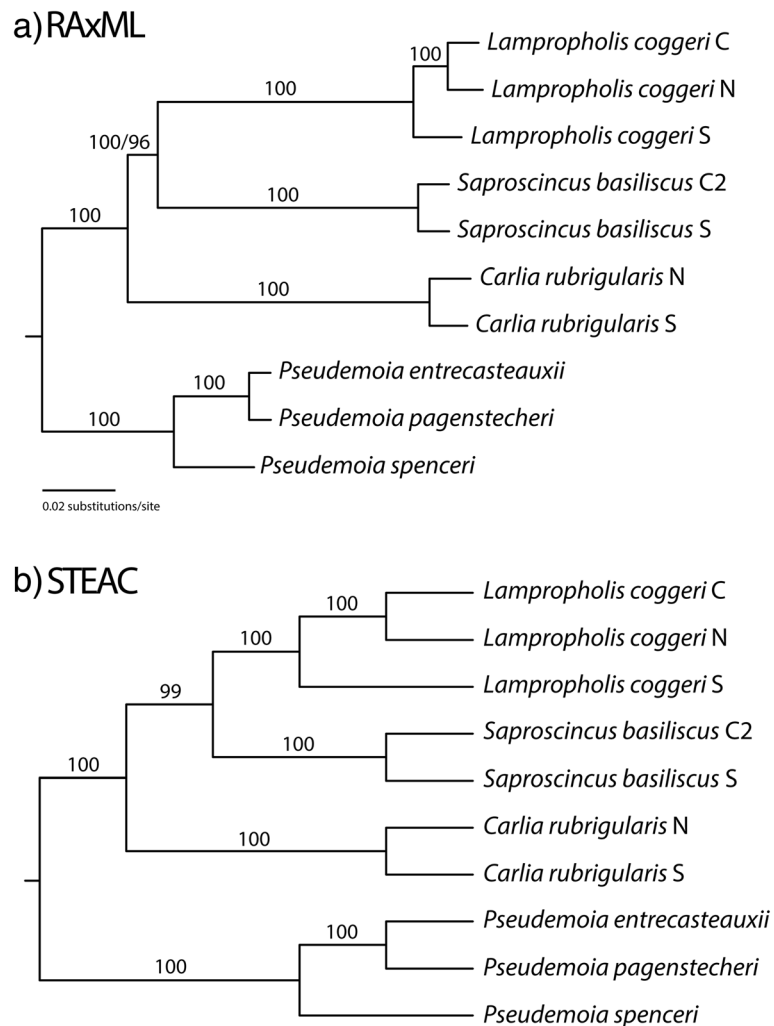 a) RAxML
100
Lampropholis coggeri C
100
Lampropholis coggeri N
100/96
Lampropholis coggeri S
100
Saproscincus basiliscus C2
100
Saproscincus basiliscus S
100
Carlia rubrigularis N
Carlia rubrigularis S
100
Pseudemoia entrecasteauxii
100
Pseudemoia pagenstecheri
Pseudemoia spenceri
0.02 substitutions/site
b) STEAC
Lampropholis coggeri C
100
Lampropholis coggeri N
100
Lampropholis coggeri S
99
Saproscincus basiliscus C2
100
Saproscincus basiliscus S
100
Carlia rubrigularis N
100
Carlia rubrigularis S
Pseudemoia entrecasteauxii
100
Pseudemoia pagenstecheri
100
Pseudemoia spenceri